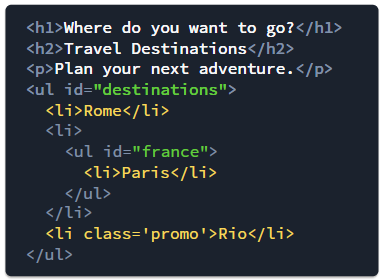 <h1>Where do you want to go?</h1>
<h2>Travel Destinations</h2>
<p>Plan your next adventure.</p>
<ul id="destinations">
  <li>Rome</li>
  <li>
    <ul id="france">
      <li>Paris</li>
    </ul>
  </li>
  <li class='promo'>Rio</li>
</ul>